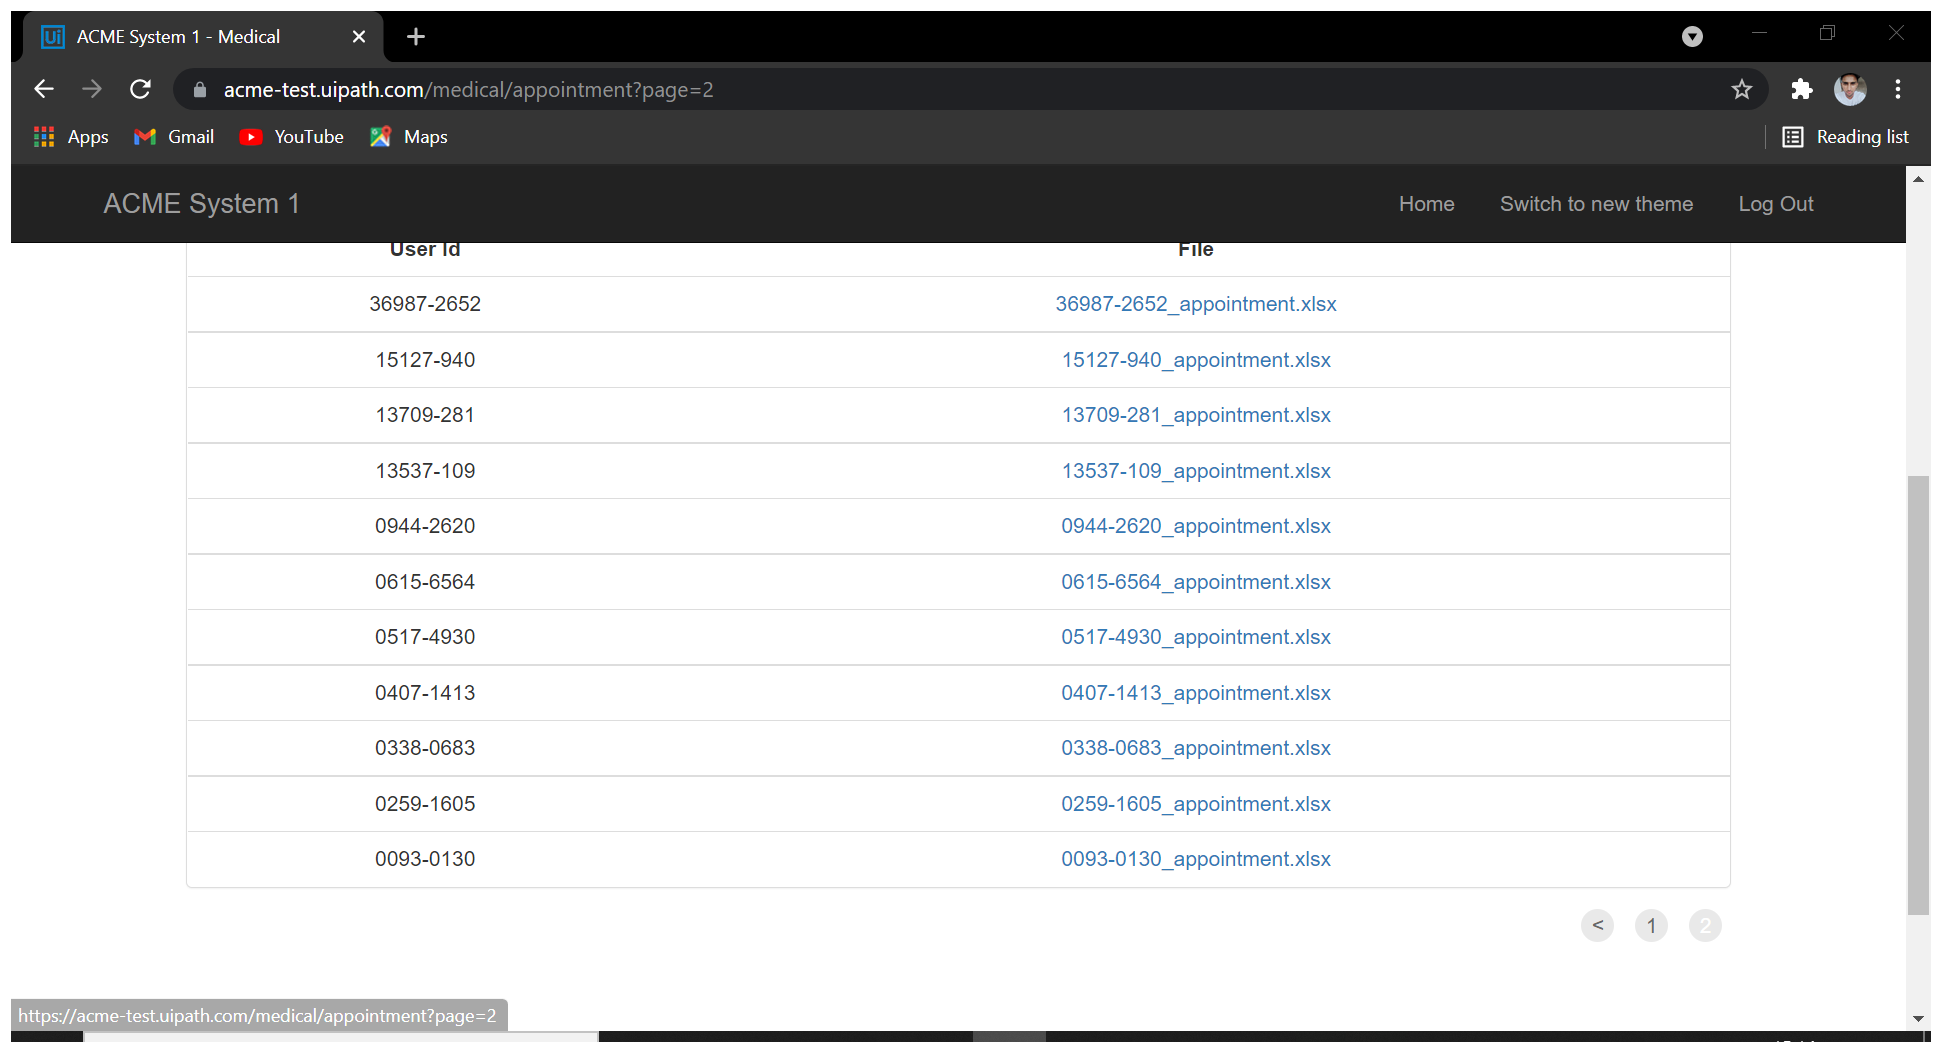 Ui ACME System 1 - Medical
acme-test.uipath.com/medical/appointment?page=2
Apps Gmail YouTube Maps Reading list
ACME System 1 Home Switch to new theme Log Out
User Id File
36987-2652 36987-2652_appointment.xlsx
15127-940 15127-940_appointment.xlsx
13709-281 13709-281_appointment.xlsx
13537-109 13537-109_appointment.xlsx
0944-2620 0944-2620_appointment.xlsx
0615-6564 0615-6564_appointment.xlsx
0517-4930 0517-4930_appointment.xlsx
0407-1413 0407-1413_appointment.xlsx
0338-0683 0338-0683_appointment.xlsx
0259-1605 0259-1605_appointment.xlsx
0093-0130 0093-0130_appointment.xlsx
< 1 2
https://acme-test.uipath.com/medical/appointment?page=2